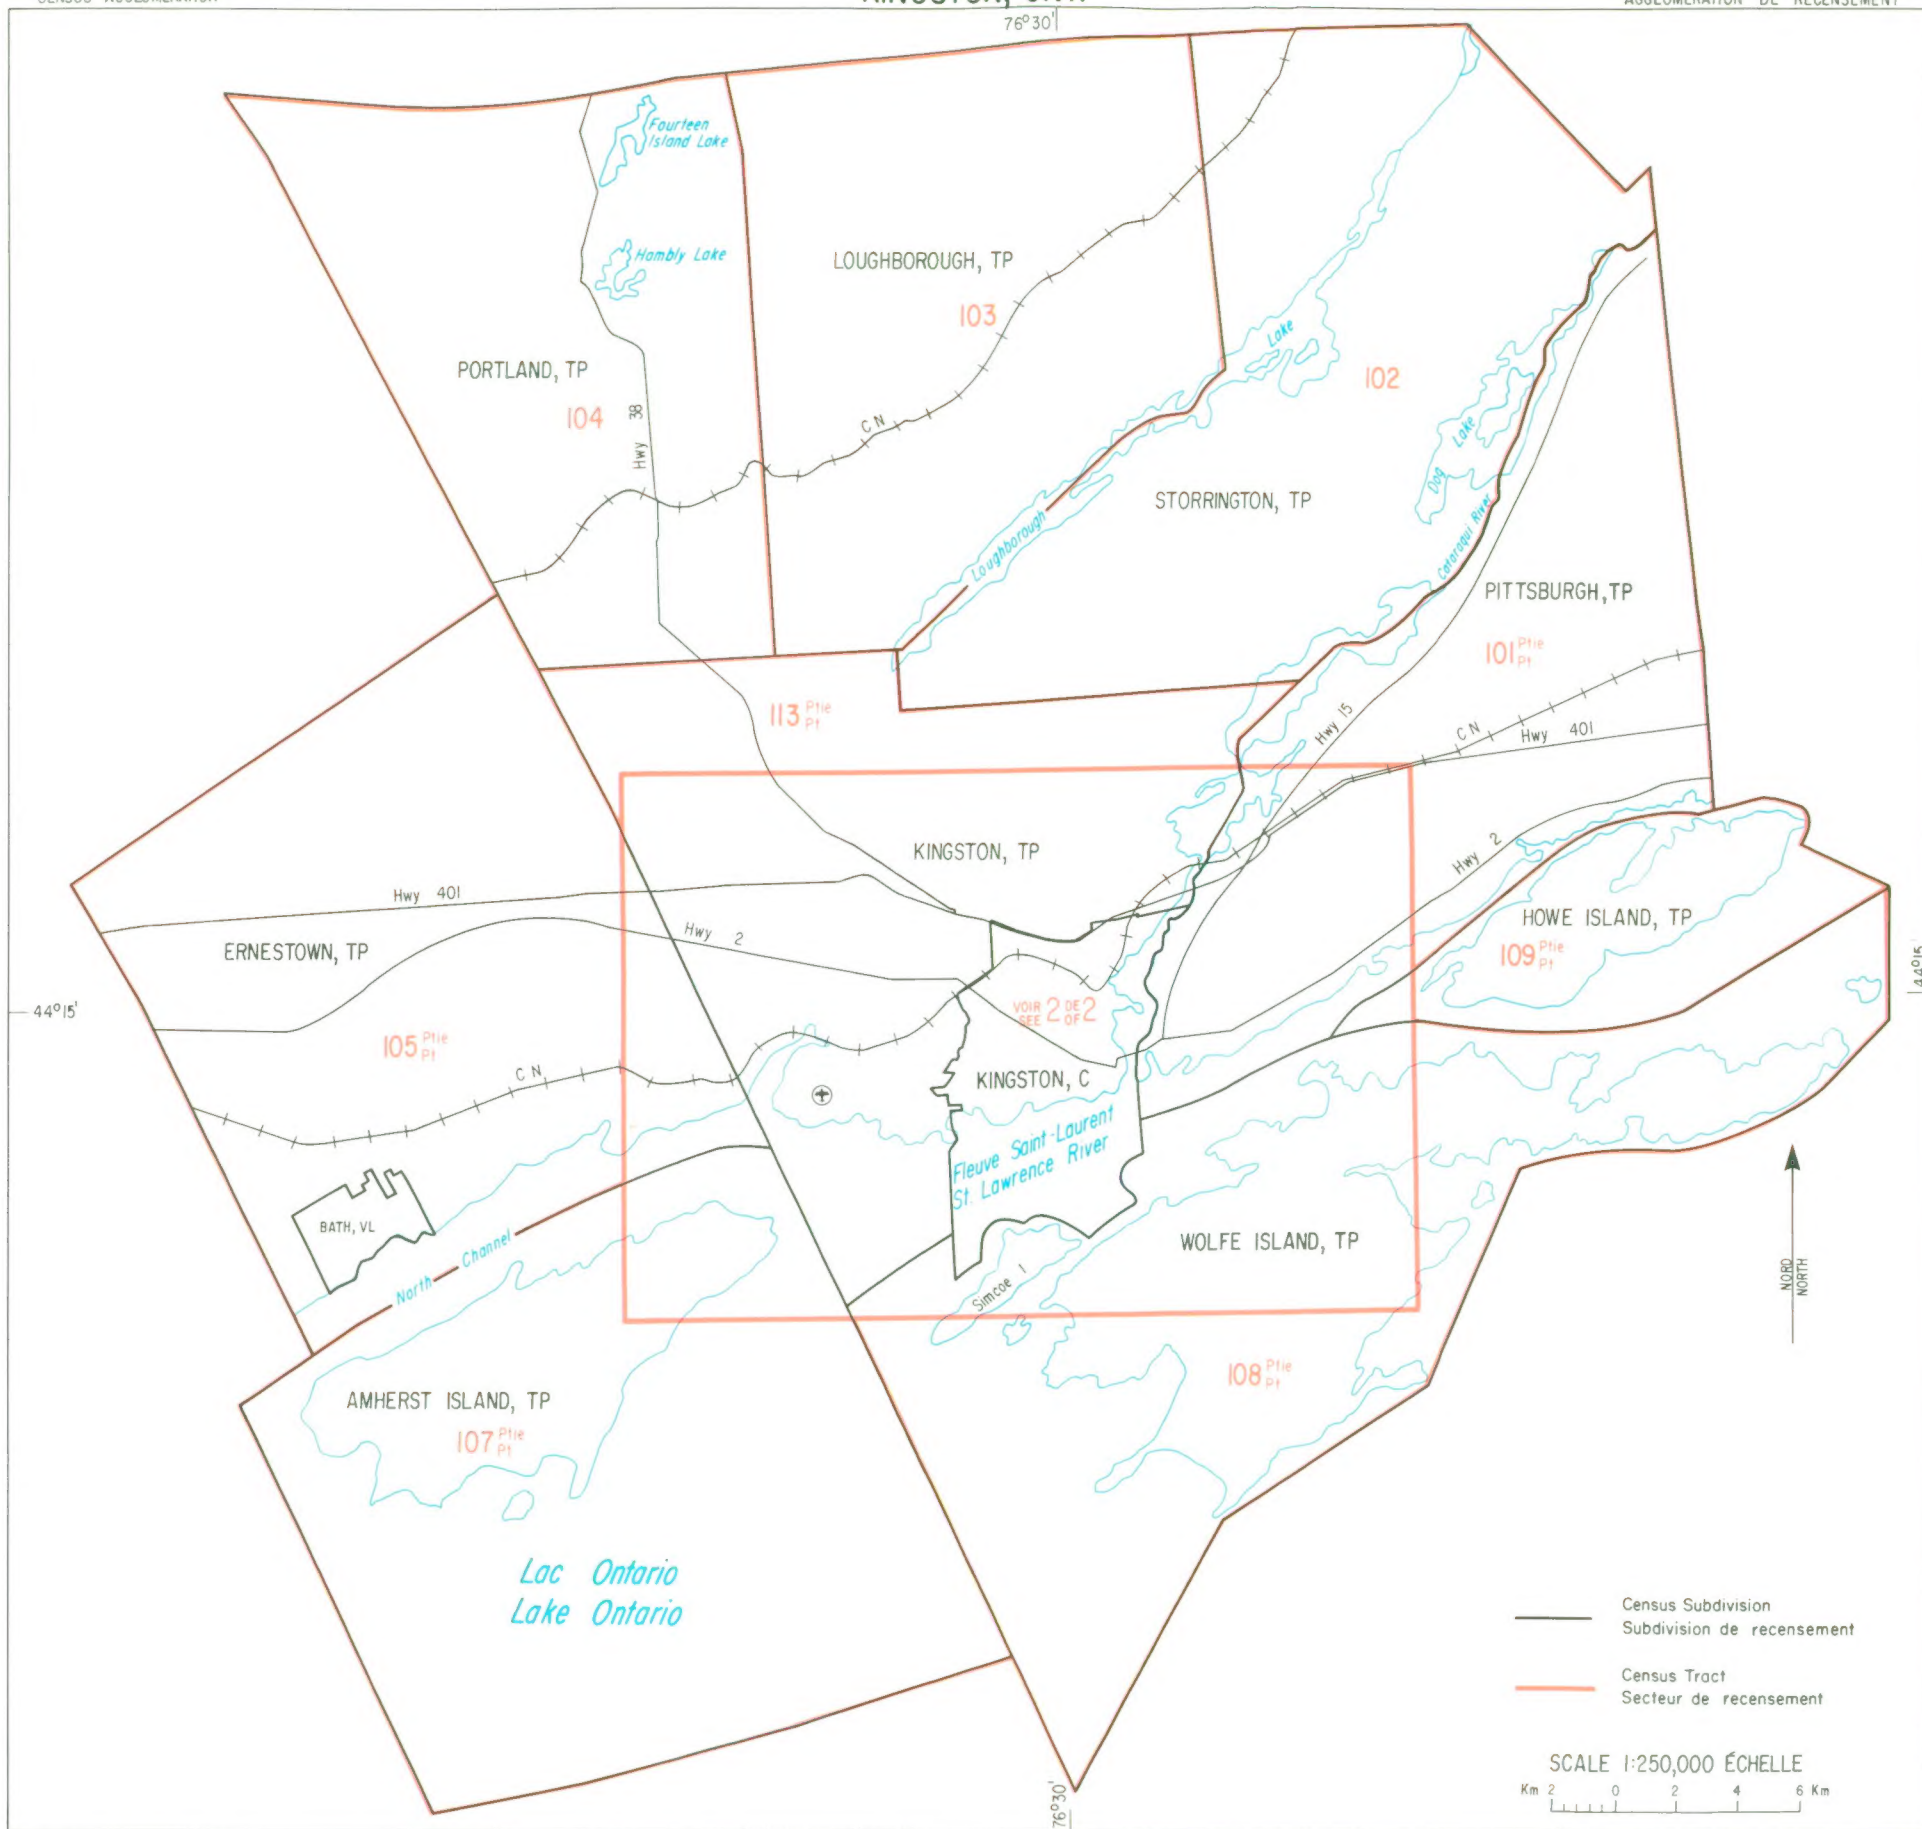 76°30'
Fourteen
Island Lake
Hambly Lake
LOUGHBOROUGH, TP
103
PORTLAND, TP
104
Hwy 38
CN
Lake
102
Dog Lake
STORRINGTON, TP
Loughborough
Cataraqui River
PITTSBURGH, TP
101 Ptie
Pt
113 Ptie
Pt
Hwy 15
CN
Hwy 401
KINGSTON, TP
Hwy 2
Hwy 401
HOWE ISLAND, TP
109 Ptie
Pt
ERNESTOWN, TP
Hwy 2
44°15'
44°15'
VOIR 2 DE 2
SEE OF
105 Ptie
Pt
CN
KINGSTON, C
Fleuve Saint-Laurent
St. Lawrence River
BATH, VL
North Channel
WOLFE ISLAND, TP
Simcoe I
NORD
NORTH
108 Ptie
Pt
AMHERST ISLAND, TP
107 Ptie
Pt
Lac Ontario
Lake Ontario
Census Subdivision
Subdivision de recensement
Census Tract
Secteur de recensement
SCALE 1:250,000 ÉCHELLE
Km 2 0 2 4 6 Km
76°30'